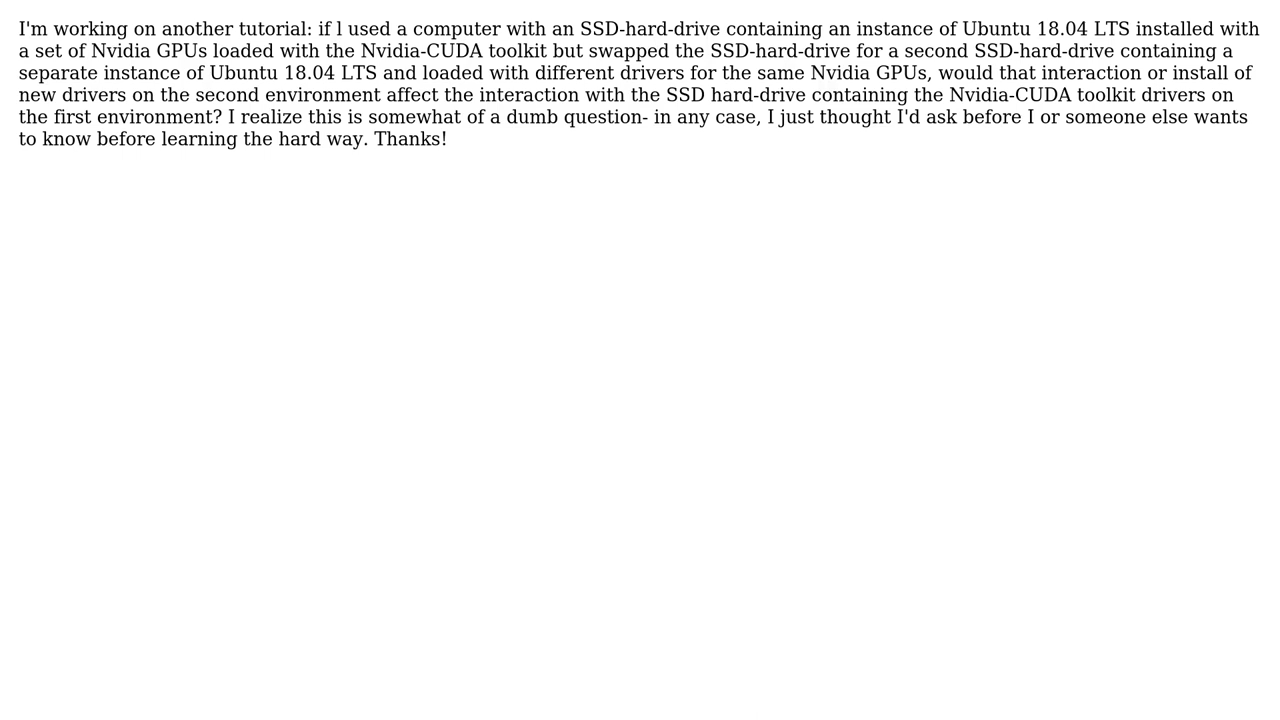 I'm working on another tutorial: if l used a computer with an SSD-hard-drive containing an instance of Ubuntu 18.04 LTS installed with
a set of Nvidia GPUs loaded with the Nvidia-CUDA toolkit but swapped the SSD-hard-drive for a second SSD-hard-drive containing a
separate instance of Ubuntu 18.04 LTS and loaded with different drivers for the same Nvidia GPUs, would that interaction or install of
new drivers on the second environment affect the interaction with the SSD hard-drive containing the Nvidia-CUDA toolkit drivers on
the first environment? I realize this is somewhat of a dumb question- in any case, I just thought I'd ask before I or someone else wants
to know before learning the hard way. Thanks!